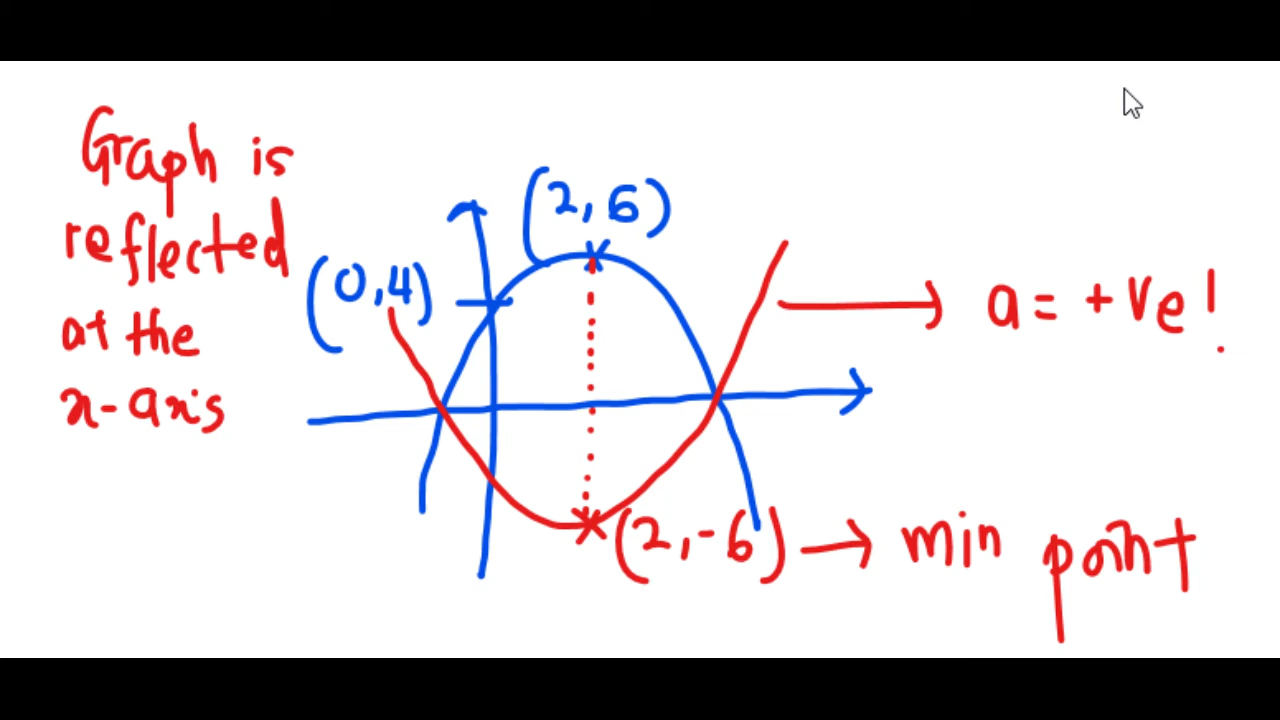 Graph is
reflected
at the
x-axis
(2,6)
(0,4)
a = +ve!
(2,-6) → min point